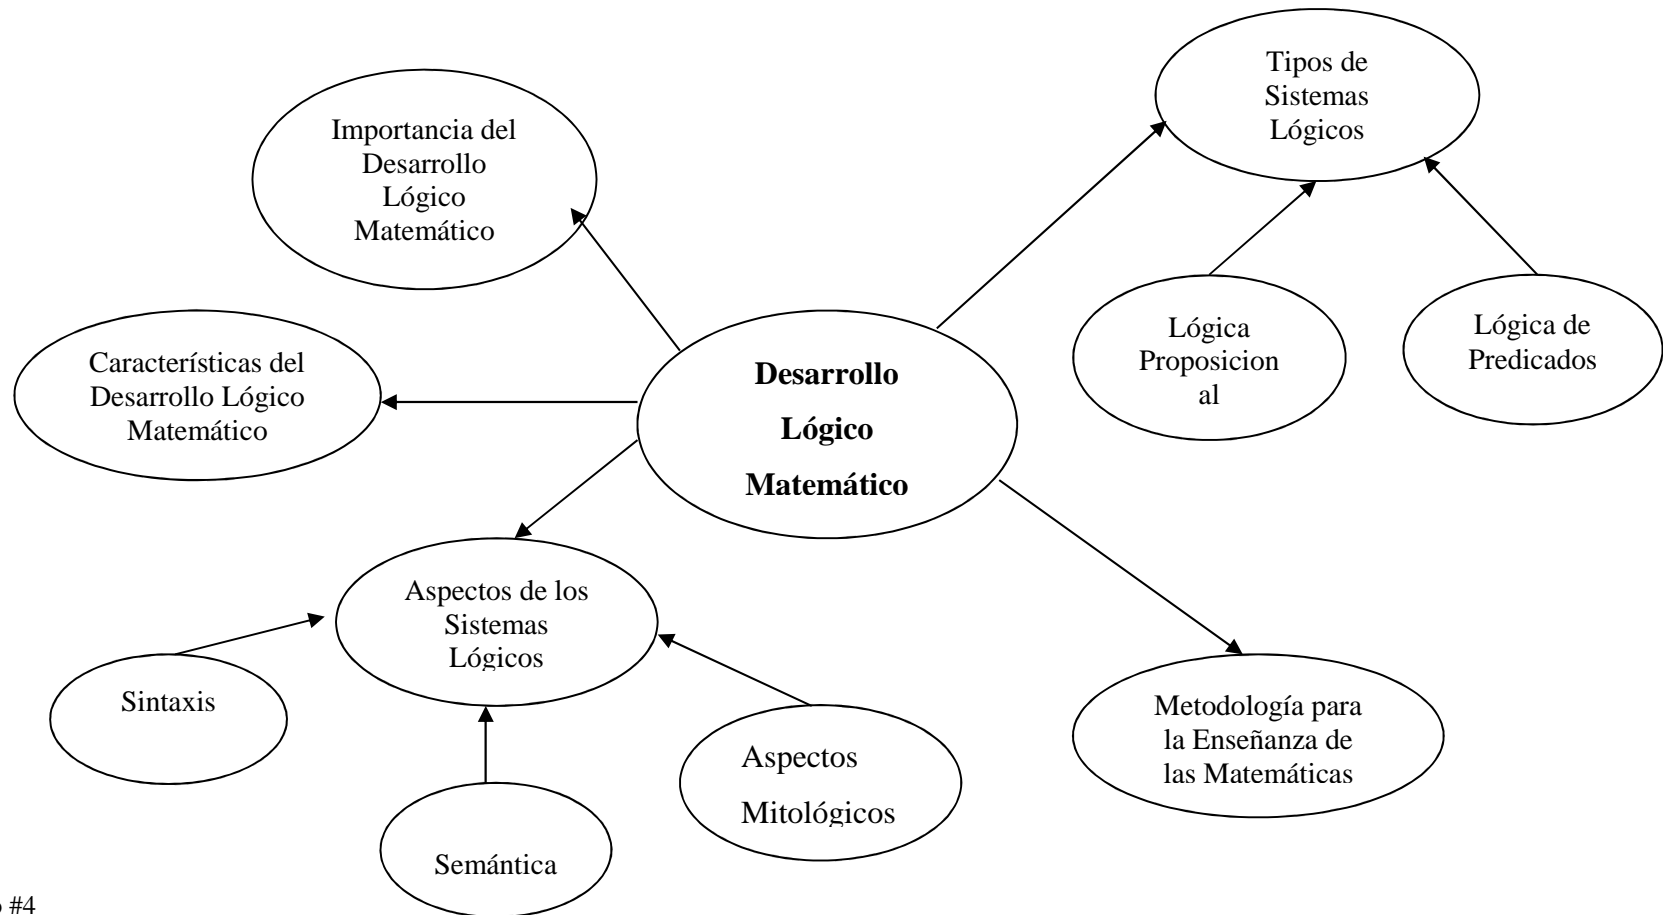 Tipos de
Sistemas
Lógicos
Importancia del
Desarrollo
Lógico
Matemático
Lógica
Proposicion
al
Lógica de
Predicados
Características del
Desarrollo Lógico
Matemático
Desarrollo
Lógico
Matemático
Aspectos de los
Sistemas
Lógicos
Sintaxis
Semántica
Aspectos
Mitológicos
Metodología para
la Enseñanza de
las Matemáticas
#4